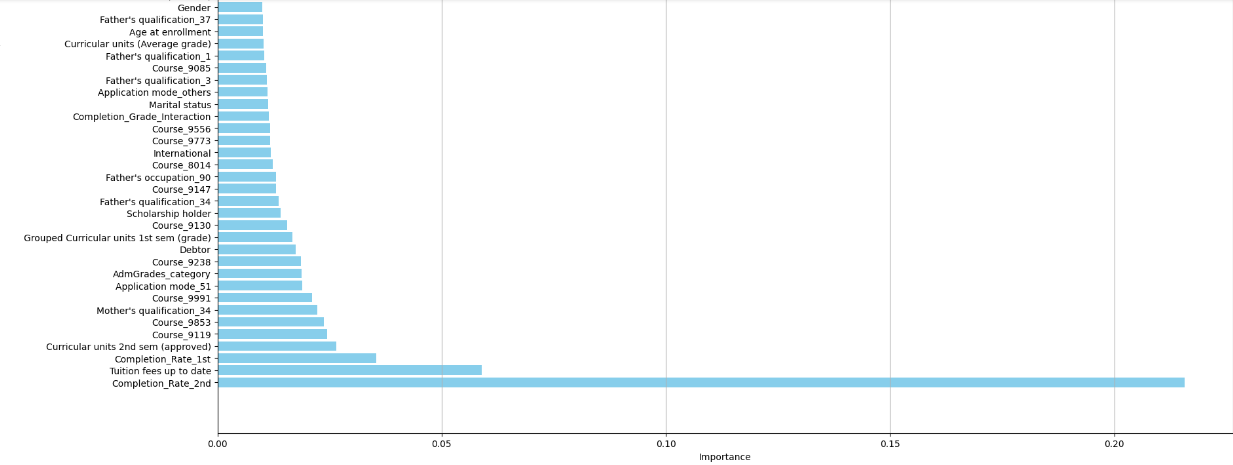 Gender
Father's qualification_37
Age at enrollment
Curricular units (Average grade)
Father's qualification_1
Course_9085
Father's qualification_3
Application mode_others
Marital status
Completion_Grade_Interaction
Course_9556
Course_9773
International
Course_8014
Father's occupation_90
Course_9147
Father's qualification_34
Scholarship holder
Course_9130
Grouped Curricular units 1st sem (grade)
Debtor
Course_9238
AdmGrades_category
Application mode_51
Course_9991
Mother's qualification_34
Course_9853
Course_9119
Curricular units 2nd sem (approved)
Completion_Rate_1st
Tuition fees up to date
Completion_Rate_2nd
0.00 0.05 0.10 0.15 0.20
Importance